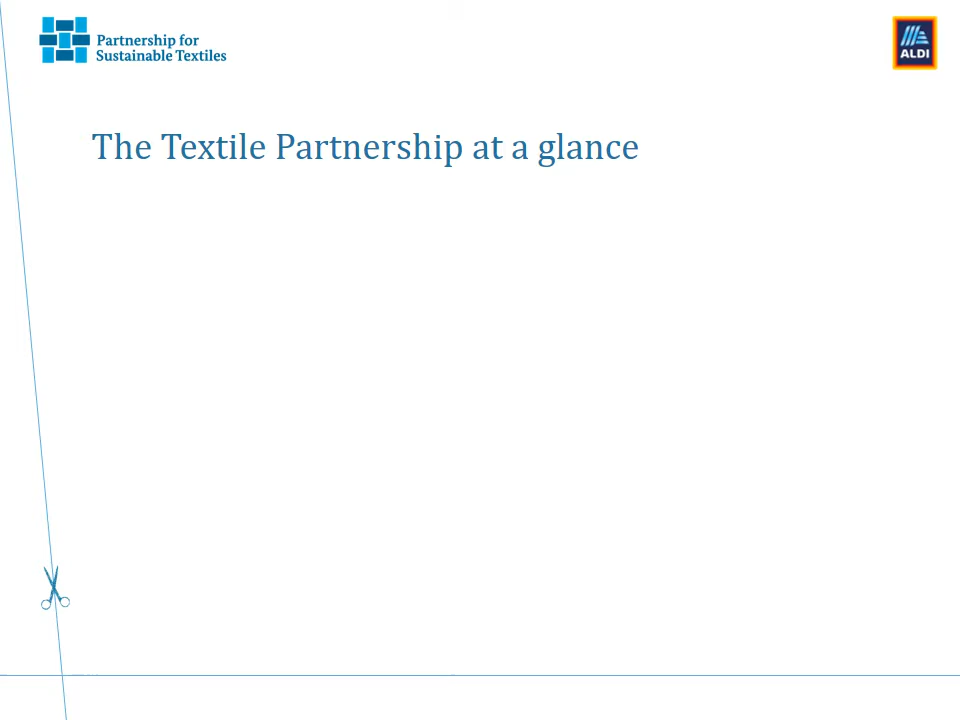 Partnership for
Sustainable Textiles
ALDI
The Textile Partnership at a glance